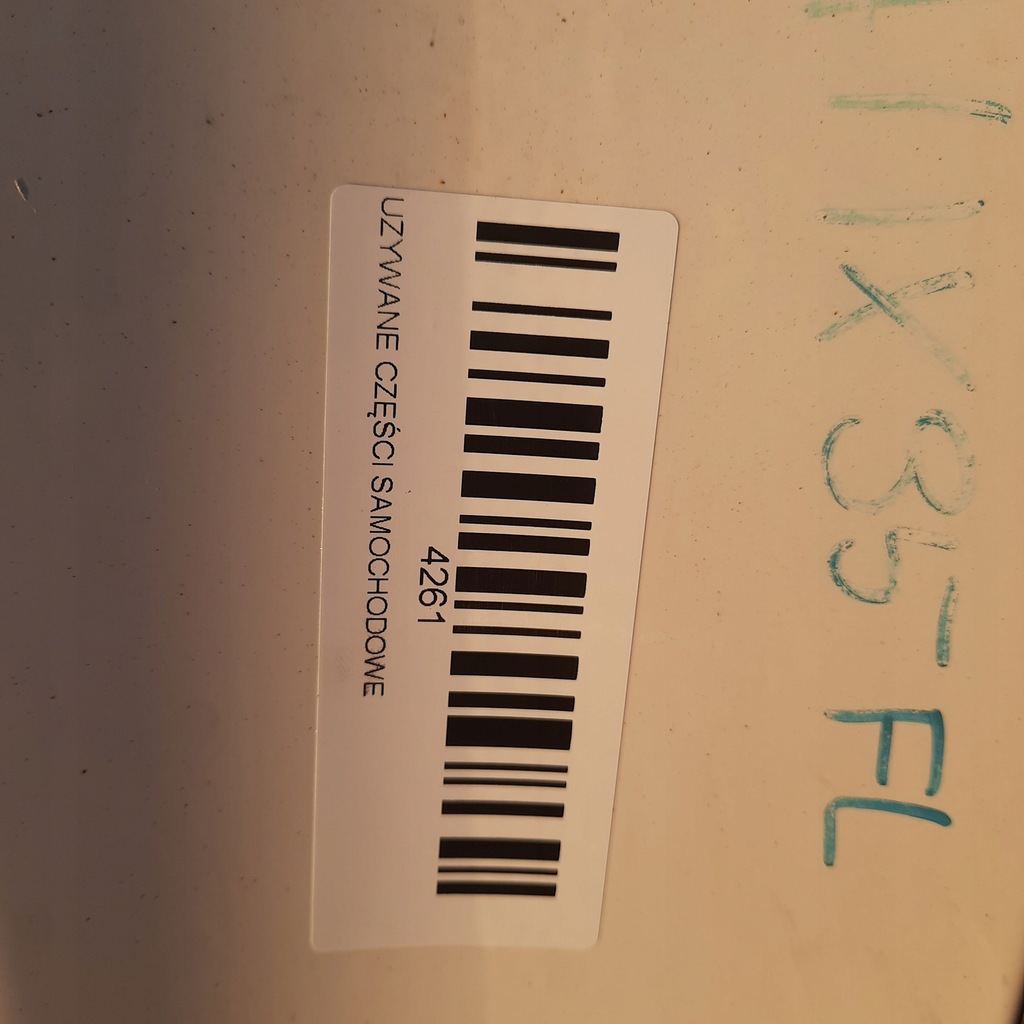 I IX35-FL
4261
UZYWANE CZĘŚCI SAMOCHODOWE